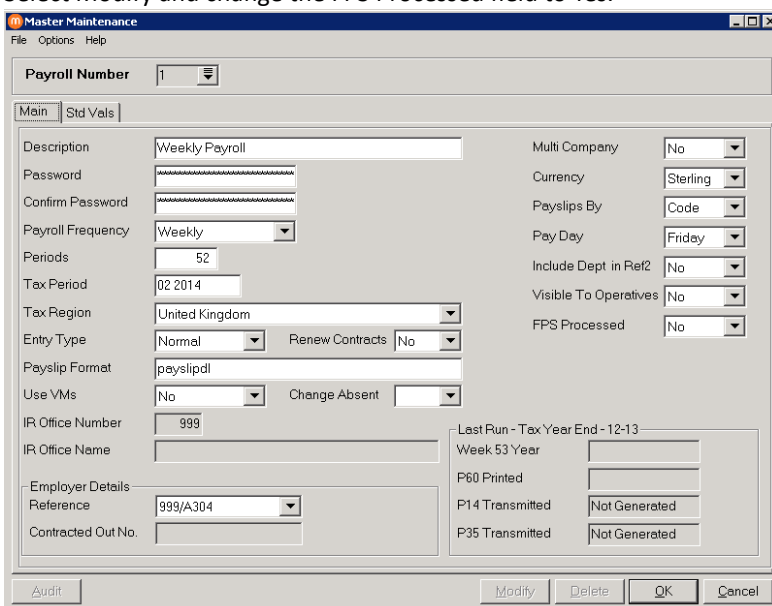 Select Modify and change the FPS Processed field to Yes.
Master Maintenance
File Options Help
Payroll Number 1
Main Std Vals
Description Weekly Payroll
Password ****************************
Confirm Password ****************************
Payroll Frequency Weekly
Periods 52
Tax Period 02 2014
Tax Region United Kingdom
Entry Type Normal Renew Contracts No
Payslip Format payslipdl
Use VMs No Change Absent
IR Office Number 999
IR Office Name
Employer Details
Reference 999/A304
Contracted Out No.
Multi Company No
Currency Sterling
Payslips By Code
Pay Day Friday
Include Dept in Ref2 No
Visible To Operatives No
FPS Processed No
Last Run - Tax Year End - 12-13
Week 53 Year
P60 Printed
P14 Transmitted Not Generated
P35 Transmitted Not Generated
Audit Modify Delete OK Cancel